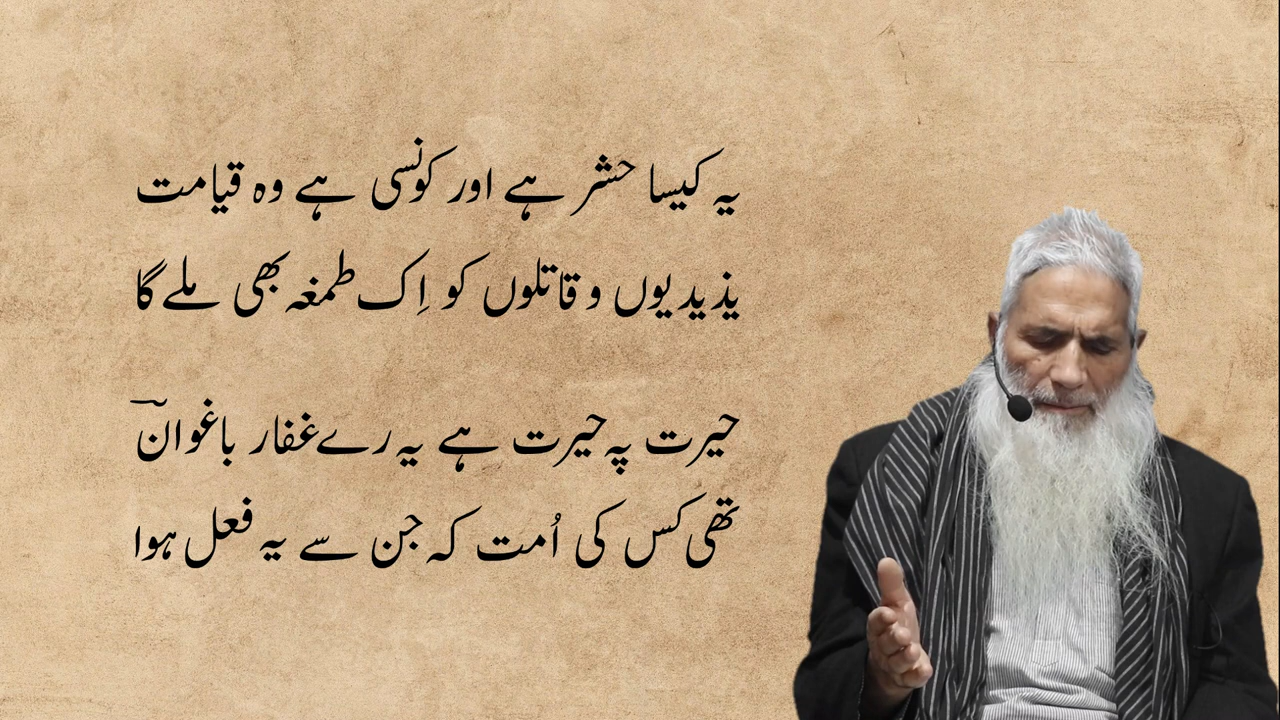 یہ کیسا حشر ہے اور کونسی ہے وہ قیامت
یذیدیوں و قاتلوں کو اِک طمغہ بھی ملے گا
حیرت پہ حیرت ہے یہ رے غفار باغوانؔ
تھی کس کی اُمت کہ جن سے یہ فعل ہوا